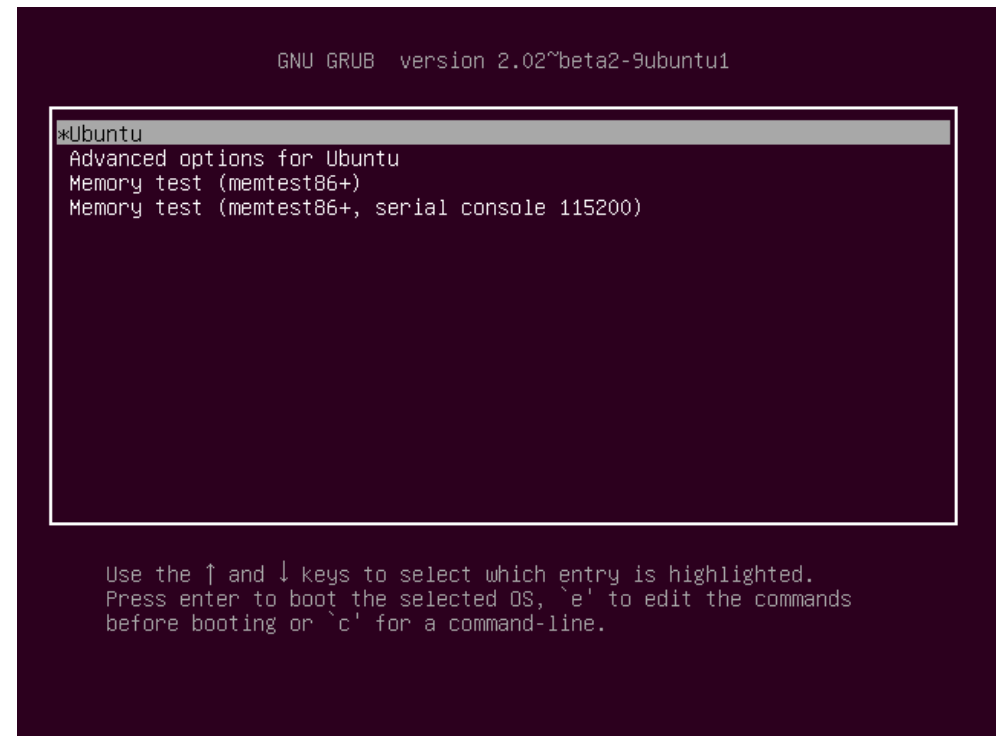 GNU GRUB  version 2.02~beta2-9ubuntu1
*Ubuntu
Advanced options for Ubuntu
Memory test (memtest86+)
Memory test (memtest86+, serial console 115200)
Use the ↑ and ↓ keys to select which entry is highlighted.
Press enter to boot the selected OS, `e' to edit the commands
before booting or `c' for a command-line.